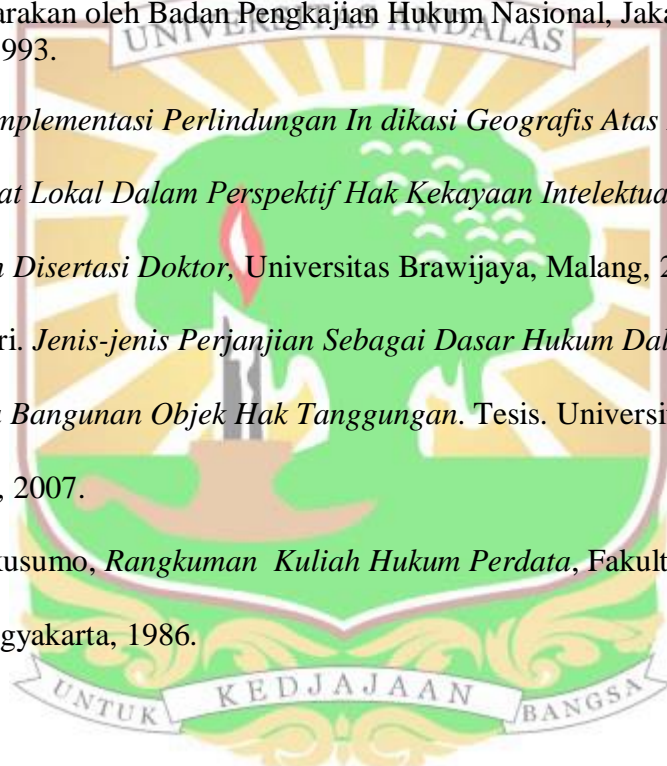 arakan oleh Badan Pengkajian Hukum Nasional, Jaka
UNIVERSITAS ANDALAS
993.
mplementasi Perlindungan In dikasi Geografis Atas
at Lokal Dalam Perspektif Hak Kekayaan Intelektua
n Disertasi Doktor, Universitas Brawijaya, Malang, 2
ri. Jenis-jenis Perjanjian Sebagai Dasar Hukum Dal
Bangunan Objek Hak Tanggungan. Tesis. Universit
, 2007.
kusumo, Rangkuman Kuliah Hukum Perdata, Fakult
gyakarta, 1986.
UNTUK KEDJAJAAN BANGSA